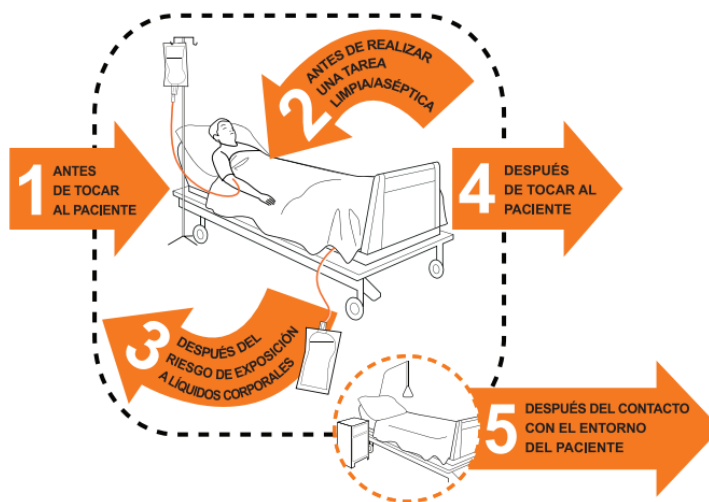 1
ANTES
DE TOCAR
AL PACIENTE
2
ANTES DE REALIZAR
UNA TAREA
LIMPIA/ASÉPTICA
3
DESPUÉS DEL
RIESGO DE EXPOSICIÓN
A LÍQUIDOS CORPORALES
4
DESPUÉS
DE TOCAR AL
PACIENTE
5
DESPUÉS DEL CONTACTO
CON EL ENTORNO
DEL PACIENTE